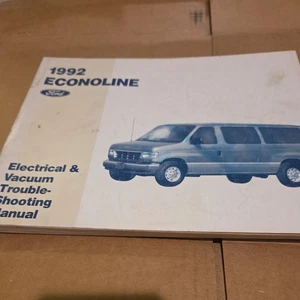 1992
ECONOLINE
Ford
Electrical &
Vacuum
Trouble-
Shooting
Manual